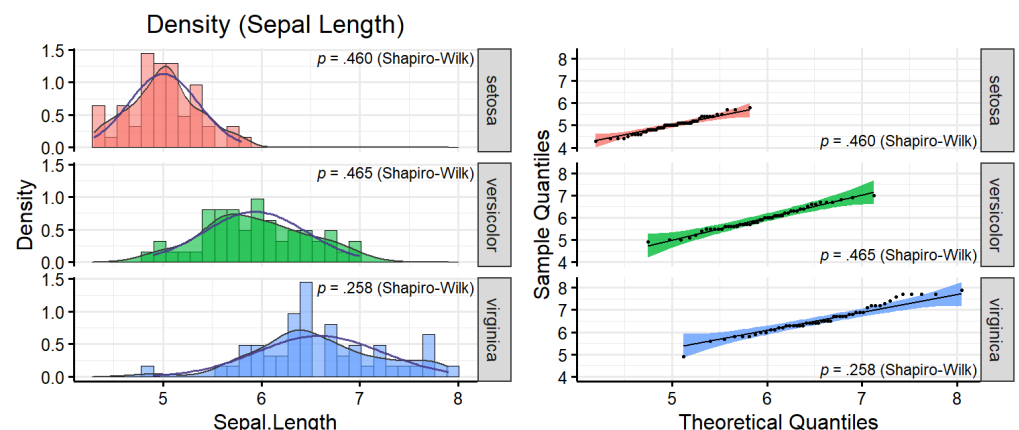 Density (Sepal Length)
Density
1.5
1.0
0.5
0.0
p = .460 (Shapiro-Wilk)
setosa
1.5
1.0
0.5
0.0
p = .465 (Shapiro-Wilk)
versicolor
1.5
1.0
0.5
0.0
p = .258 (Shapiro-Wilk)
virginica
5 6 7 8
Sepal.Length
Sample Quantiles
8
7
6
5
4
p = .460 (Shapiro-Wilk)
setosa
8
7
6
5
4
p = .465 (Shapiro-Wilk)
versicolor
8
7
6
5
4
p = .258 (Shapiro-Wilk)
virginica
5 6 7 8
Theoretical Quantiles